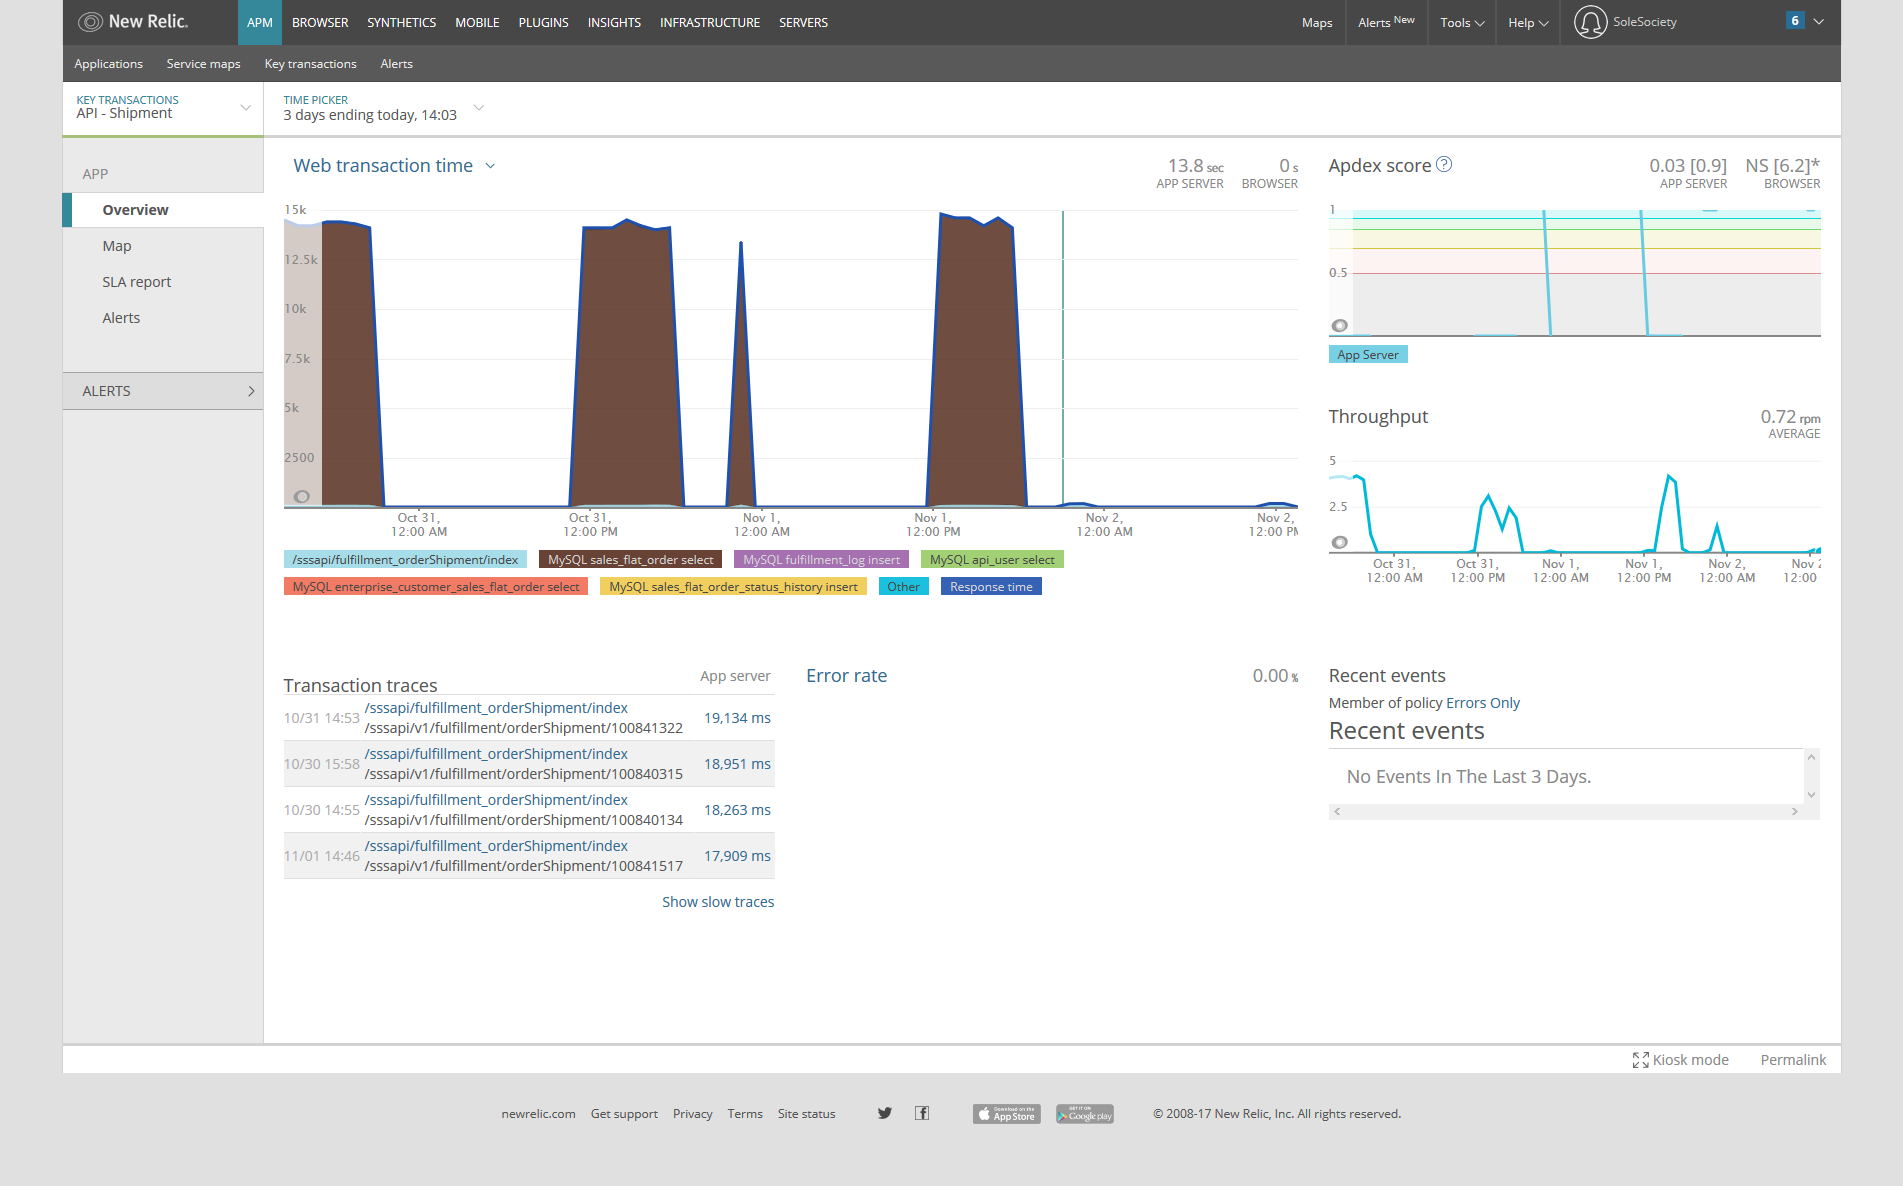 New Relic. APM BROWSER SYNTHETICS MOBILE PLUGINS INSIGHTS INFRASTRUCTURE SERVERS Maps Alerts New Tools Help SoleSociety 6
Applications Service maps Key transactions Alerts
KEY TRANSACTIONS
API - Shipment
TIME PICKER
3 days ending today, 14:03
APP
Overview
Map
SLA report
Alerts
ALERTS
Web transaction time
13.8 sec
APP SERVER
0 s
BROWSER
15k
12.5k
10k
7.5k
5k
2500
Oct 31,
12:00 AM
Oct 31,
12:00 PM
Nov 1,
12:00 AM
Nov 1,
12:00 PM
Nov 2,
12:00 AM
Nov 2,
12:00 PM
/sssapi/fulfillment_orderShipment/index MySQL sales_flat_order select MySQL fulfillment_log insert MySQL api_user select
MySQL enterprise_customer_sales_flat_order select MySQL sales_flat_order_status_history insert Other Response time
Apdex score ?
0.03 [0.9]
APP SERVER
NS [6.2]*
BROWSER
1
0.5
App Server
Throughput
0.72 rpm
AVERAGE
5
2.5
Oct 31,
12:00 AM
Oct 31,
12:00 PM
Nov 1,
12:00 AM
Nov 1,
12:00 PM
Nov 2,
12:00 AM
Nov 2
12:00
Transaction traces App server
10/31 14:53 /sssapi/fulfillment_orderShipment/index
/sssapi/v1/fulfillment/orderShipment/100841322 19,134 ms
10/30 15:58 /sssapi/fulfillment_orderShipment/index
/sssapi/v1/fulfillment/orderShipment/100840315 18,951 ms
10/30 14:55 /sssapi/fulfillment_orderShipment/index
/sssapi/v1/fulfillment/orderShipment/100840134 18,263 ms
11/01 14:46 /sssapi/fulfillment_orderShipment/index
/sssapi/v1/fulfillment/orderShipment/100841517 17,909 ms
Show slow traces
Error rate 0.00 %
Recent events
Member of policy Errors Only
Recent events
No Events In The Last 3 Days.
Kiosk mode Permalink
newrelic.com Get support Privacy Terms Site status Download on the App Store GET IT ON Google play © 2008-17 New Relic, Inc. All rights reserved.